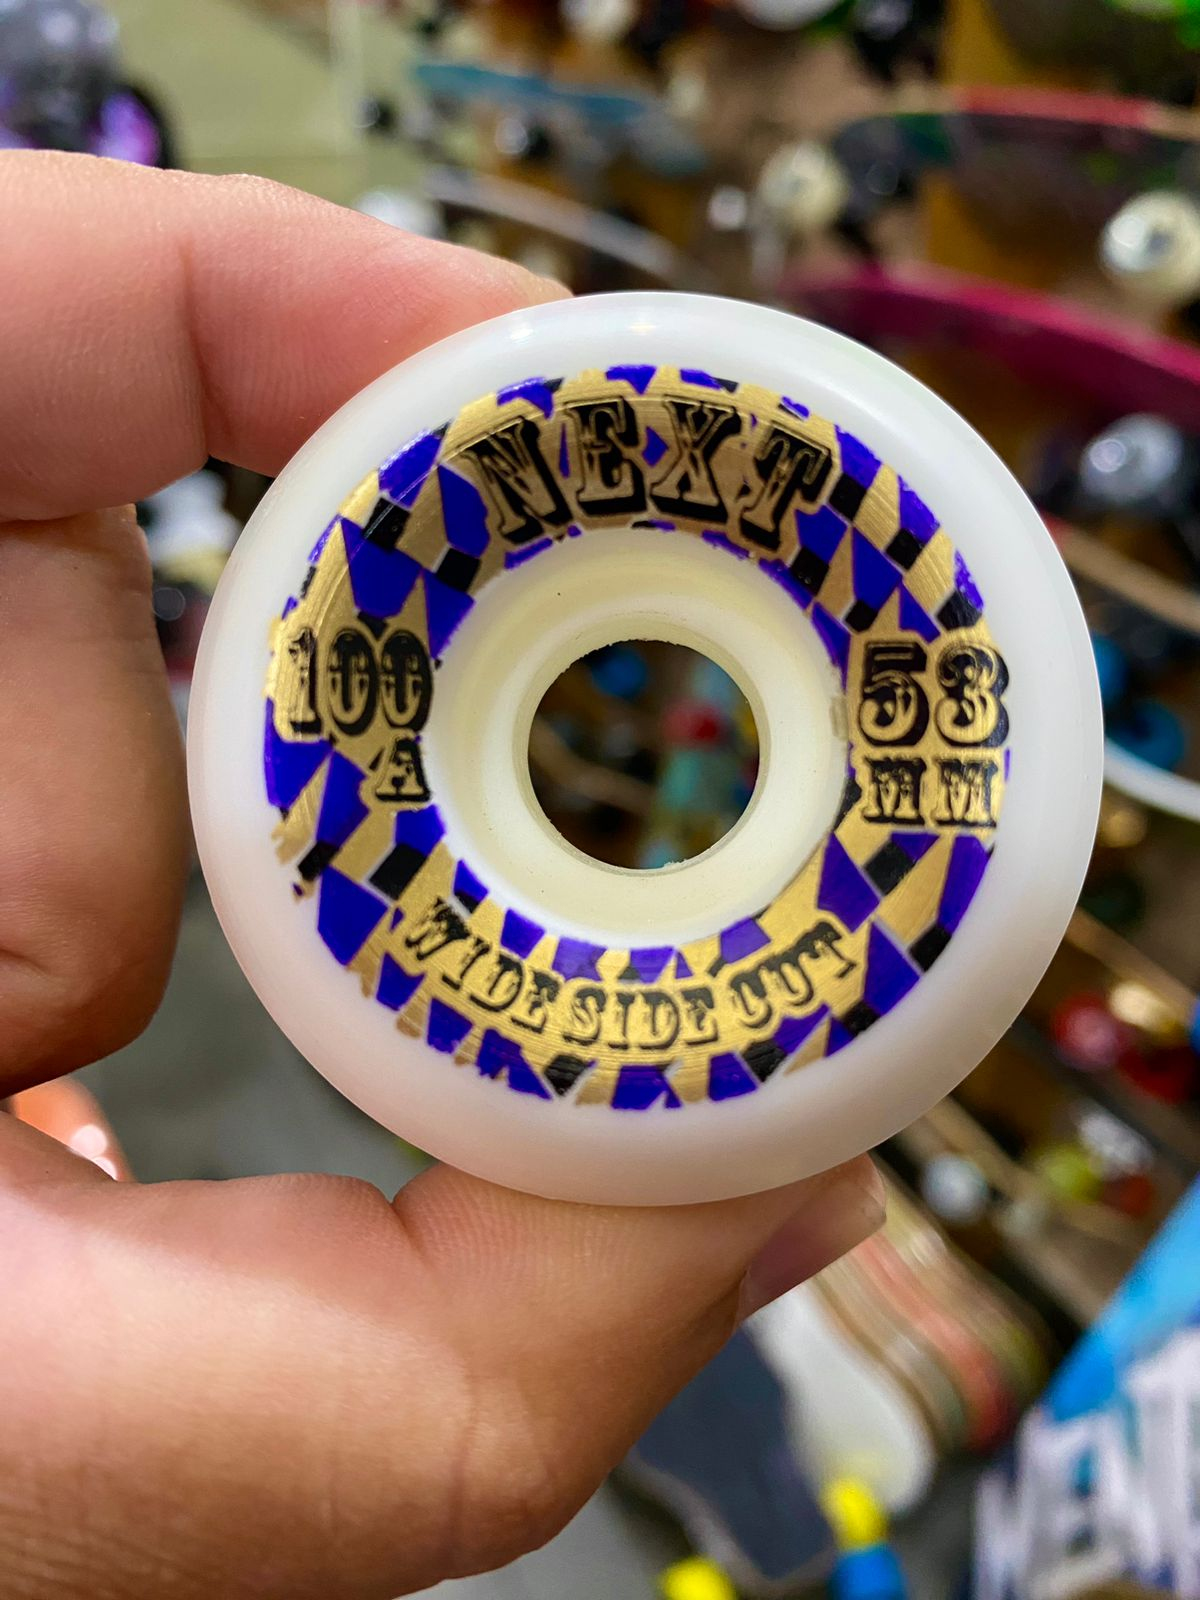 NEXT
100
A
53
MM
WIDE SIDE CUT